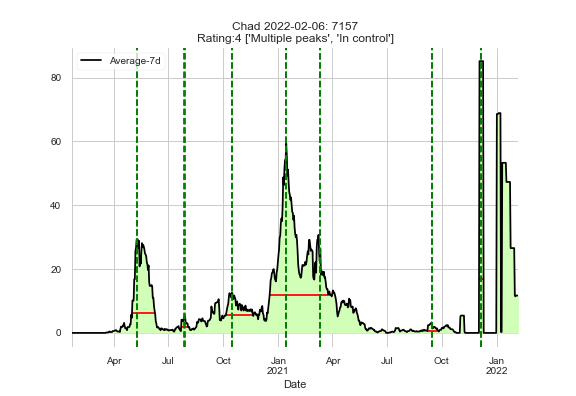 Chad 2022-02-06: 7157
Rating:4 ['Multiple peaks', 'In control']
Average-7d
80
60
40
20
0
Apr Jul Oct Jan Apr Jul Oct Jan
2021 2022
Date